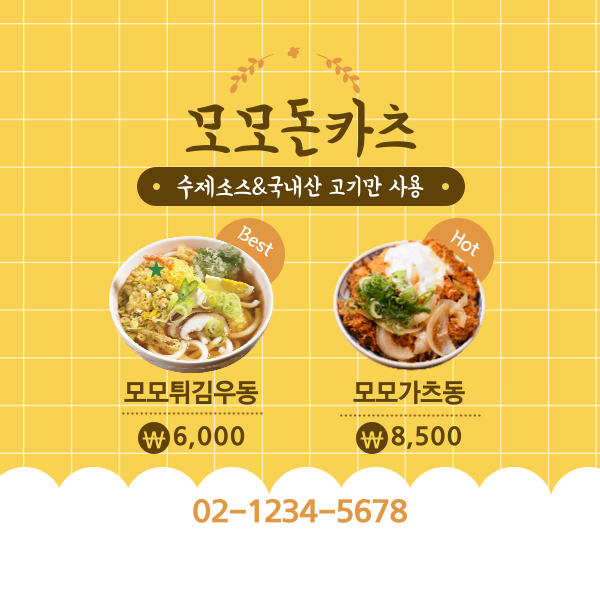 모모돈카츠
수제소스&국내산 고기만 사용
Best
Hot
모모튀김우동
모모가츠동
₩ 6,000
₩ 8,500
02-1234-5678